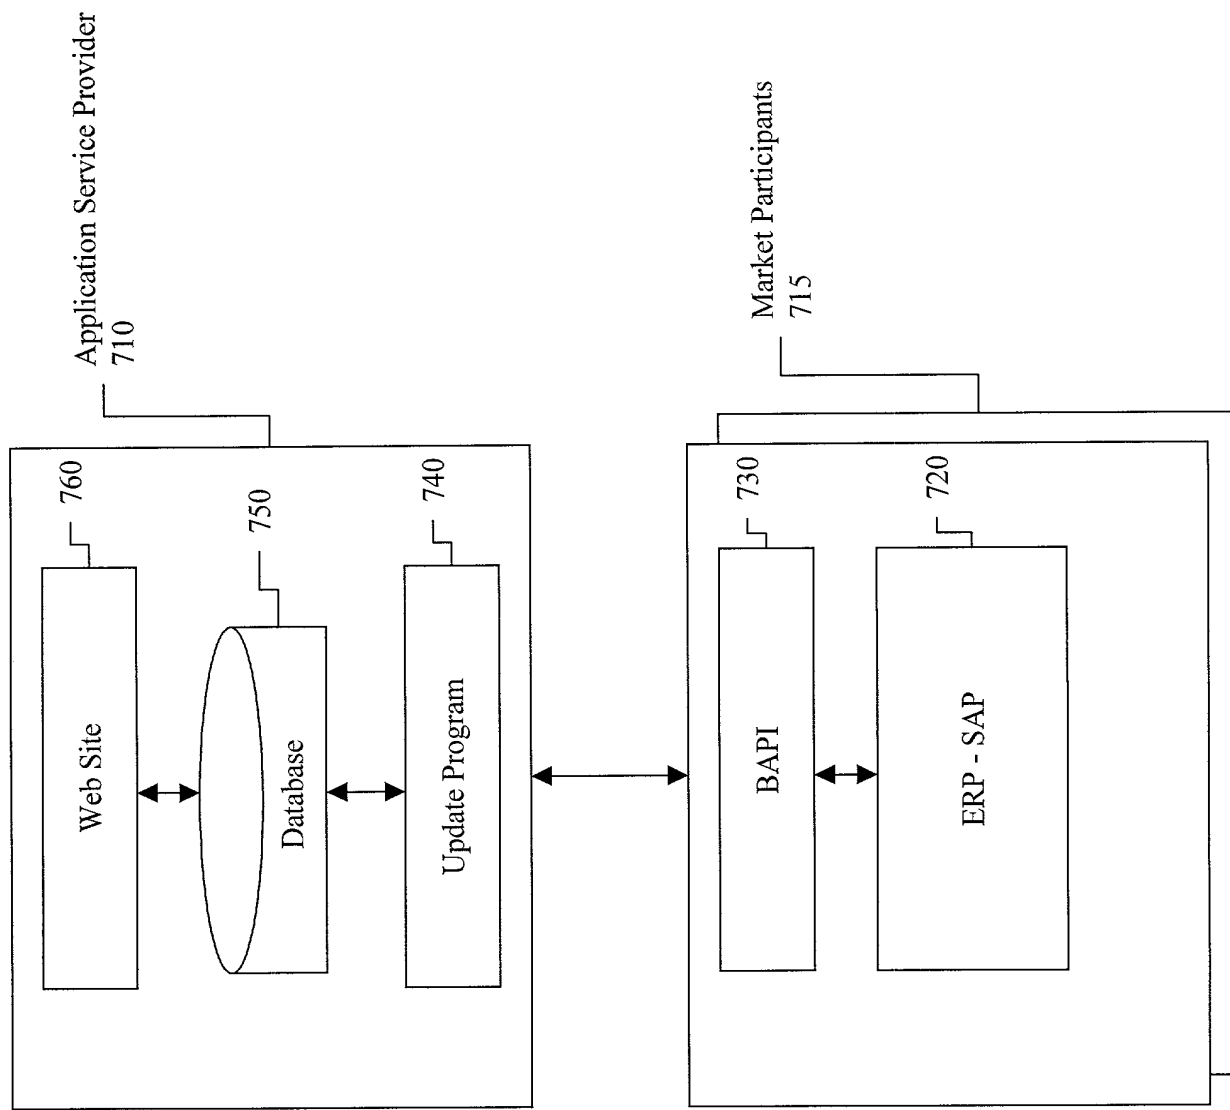 Application Service Provider
710
760
Web Site
750
Database
740
Update Program
Market Participants
715
730
BAPI
720
ERP - SAP